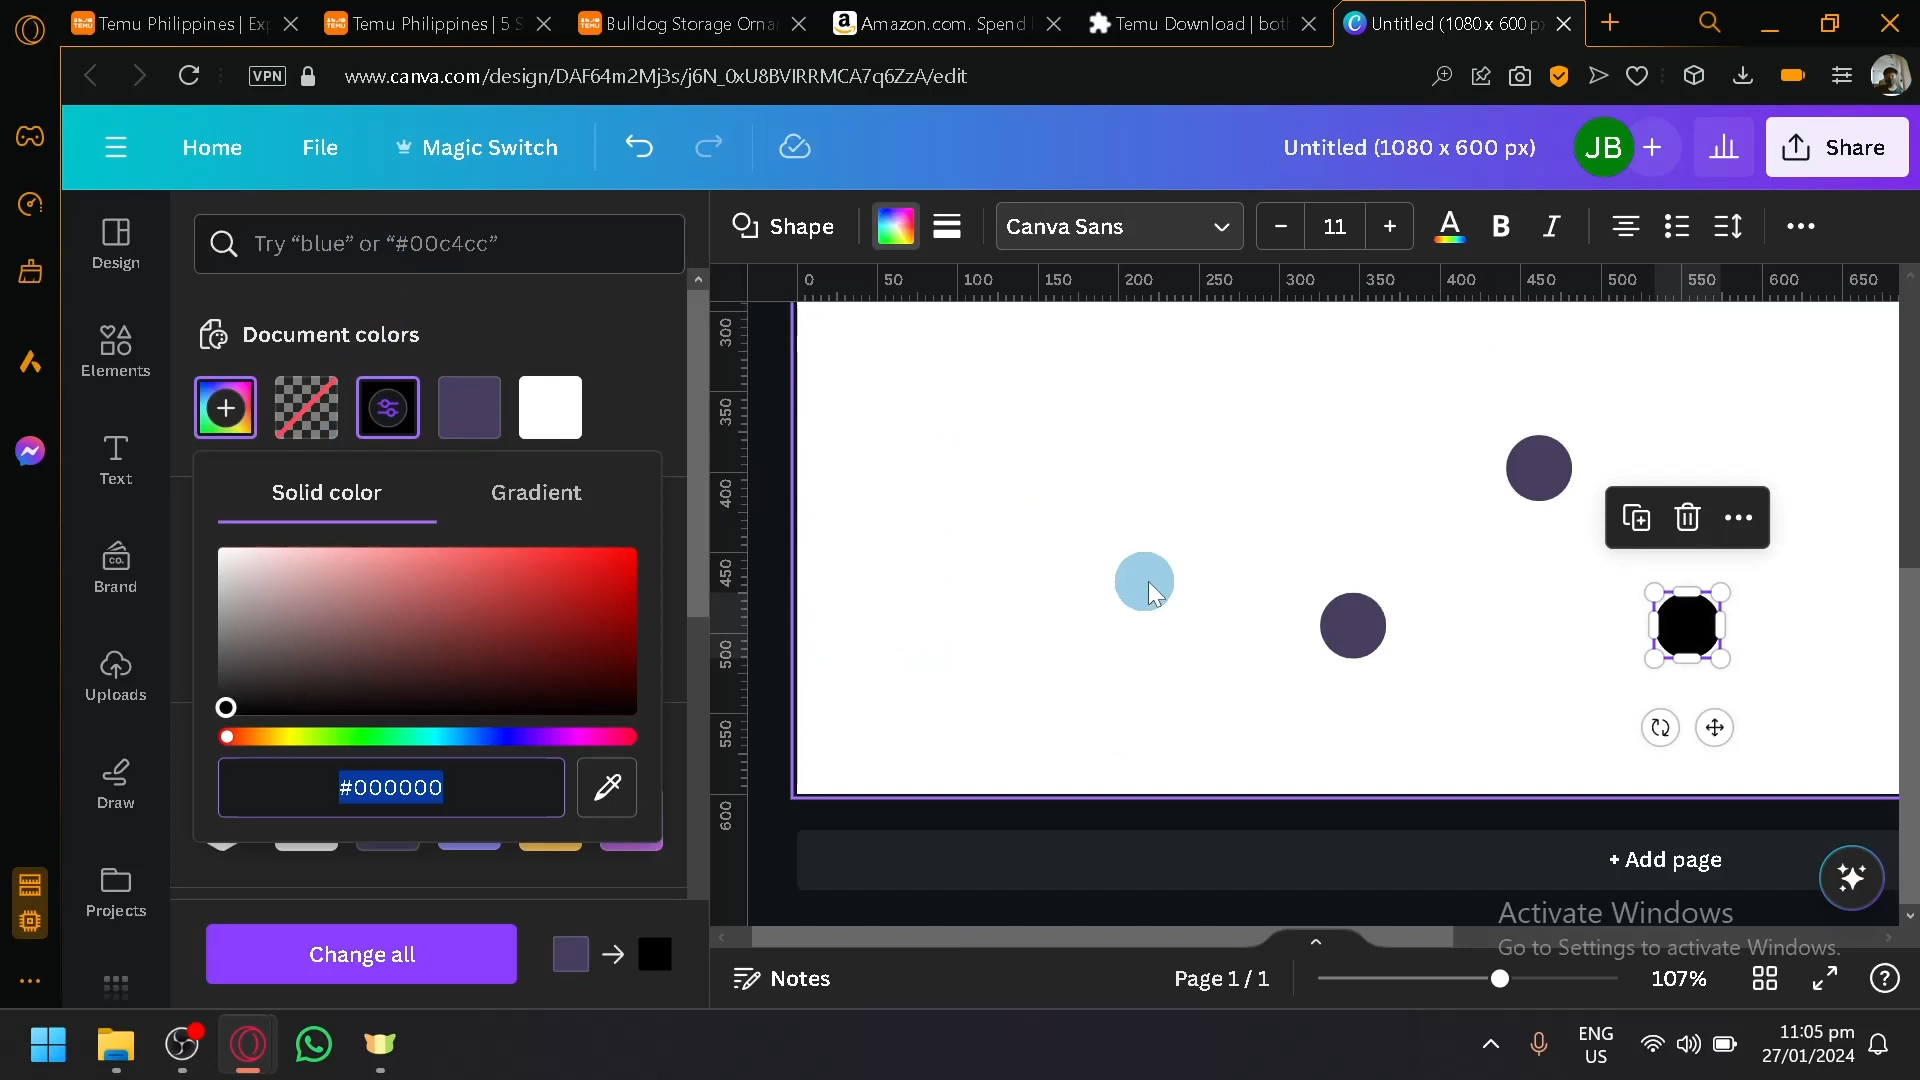 Temu Philippines | Exp
Temu Philippines | 5 S
Bulldog Storage Orna
Amazon.com. Spend
Temu Download | both
Untitled (1080 x 600 px
VPN
www.canva.com/design/DAF64m2Mj3s/j6N_0xU8BVIRRMCA7q6ZzA/edit
Home
File
Magic Switch
Untitled (1080 x 600 px)
JB
Share
Design
Elements
Text
Brand
Uploads
Draw
Projects
Try “blue” or “#00c4cc”
Document colors
Solid color
Gradient
#000000
Change all
Shape
Canva Sans
11
A
B
I
0 50 100 150 200 250 300 350 400 450 500 550 600 650
300
350
400
450
500
550
600
+ Add page
Activate Windows
Go to Settings to activate Windows.
Notes
Page 1 / 1
107%
ENG
US
11:05 pm
27/01/2024